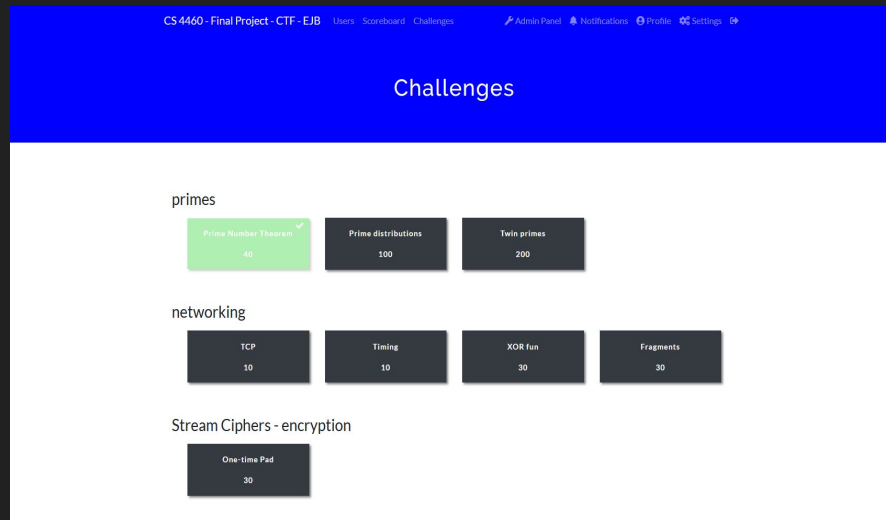 CS 4460 - Final Project - CTF - EJB Users Scoreboard Challenges Admin Panel Notifications Profile Settings
Challenges
primes
Prime Number Theorem
40
Prime distributions
100
Twin primes
200
networking
TCP
10
Timing
10
XOR fun
30
Fragments
30
Stream Ciphers - encryption
One-time Pad
30